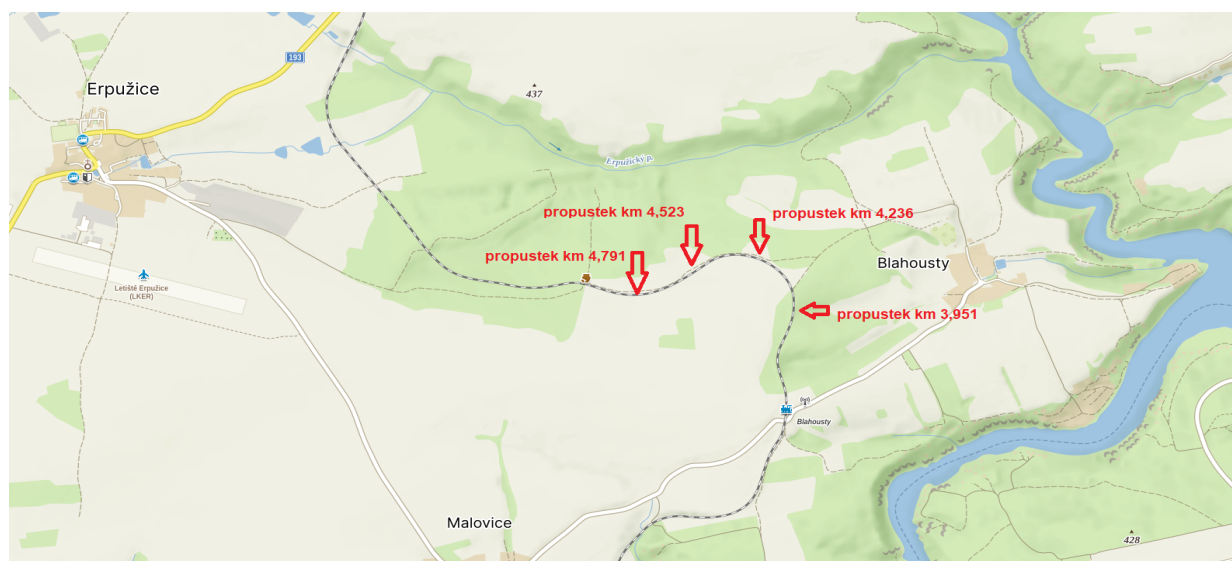 193
Erpužice
437
Erpužický p.
propustek km 4,523
propustek km 4,236
propustek km 4,791
Blahousty
Letiště Erpužice
(LKER)
propustek km 3,951
Blahousty
Malovice
428